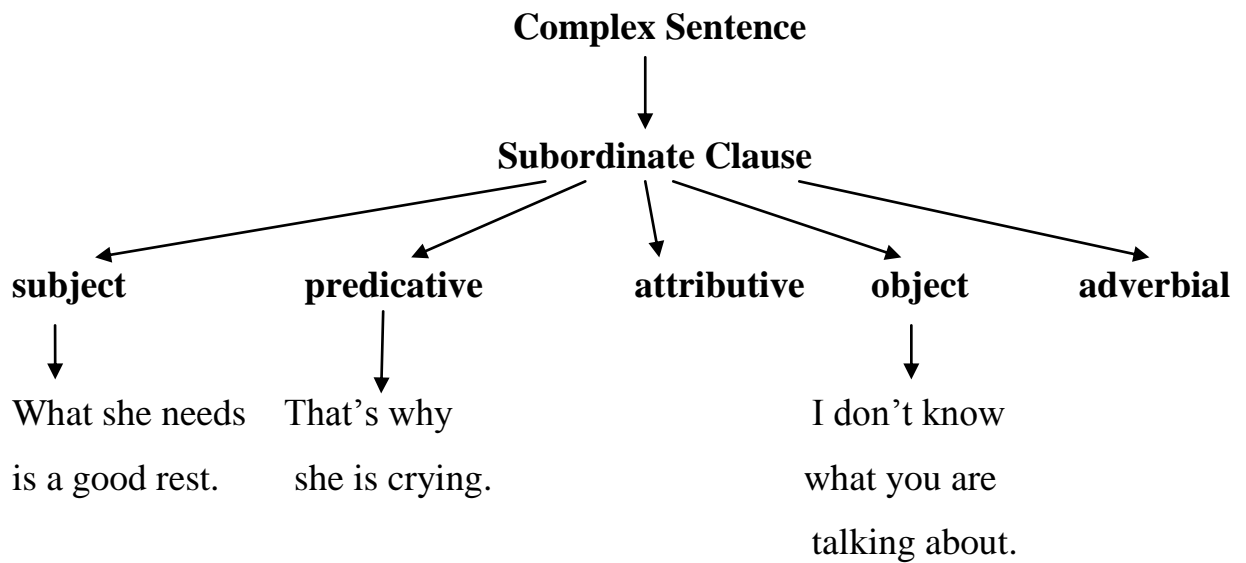 Complex Sentence
Subordinate Clause
subject predicative attributive object adverbial
What she needs That’s why I don’t know
is a good rest. she is crying. what you are
talking about.